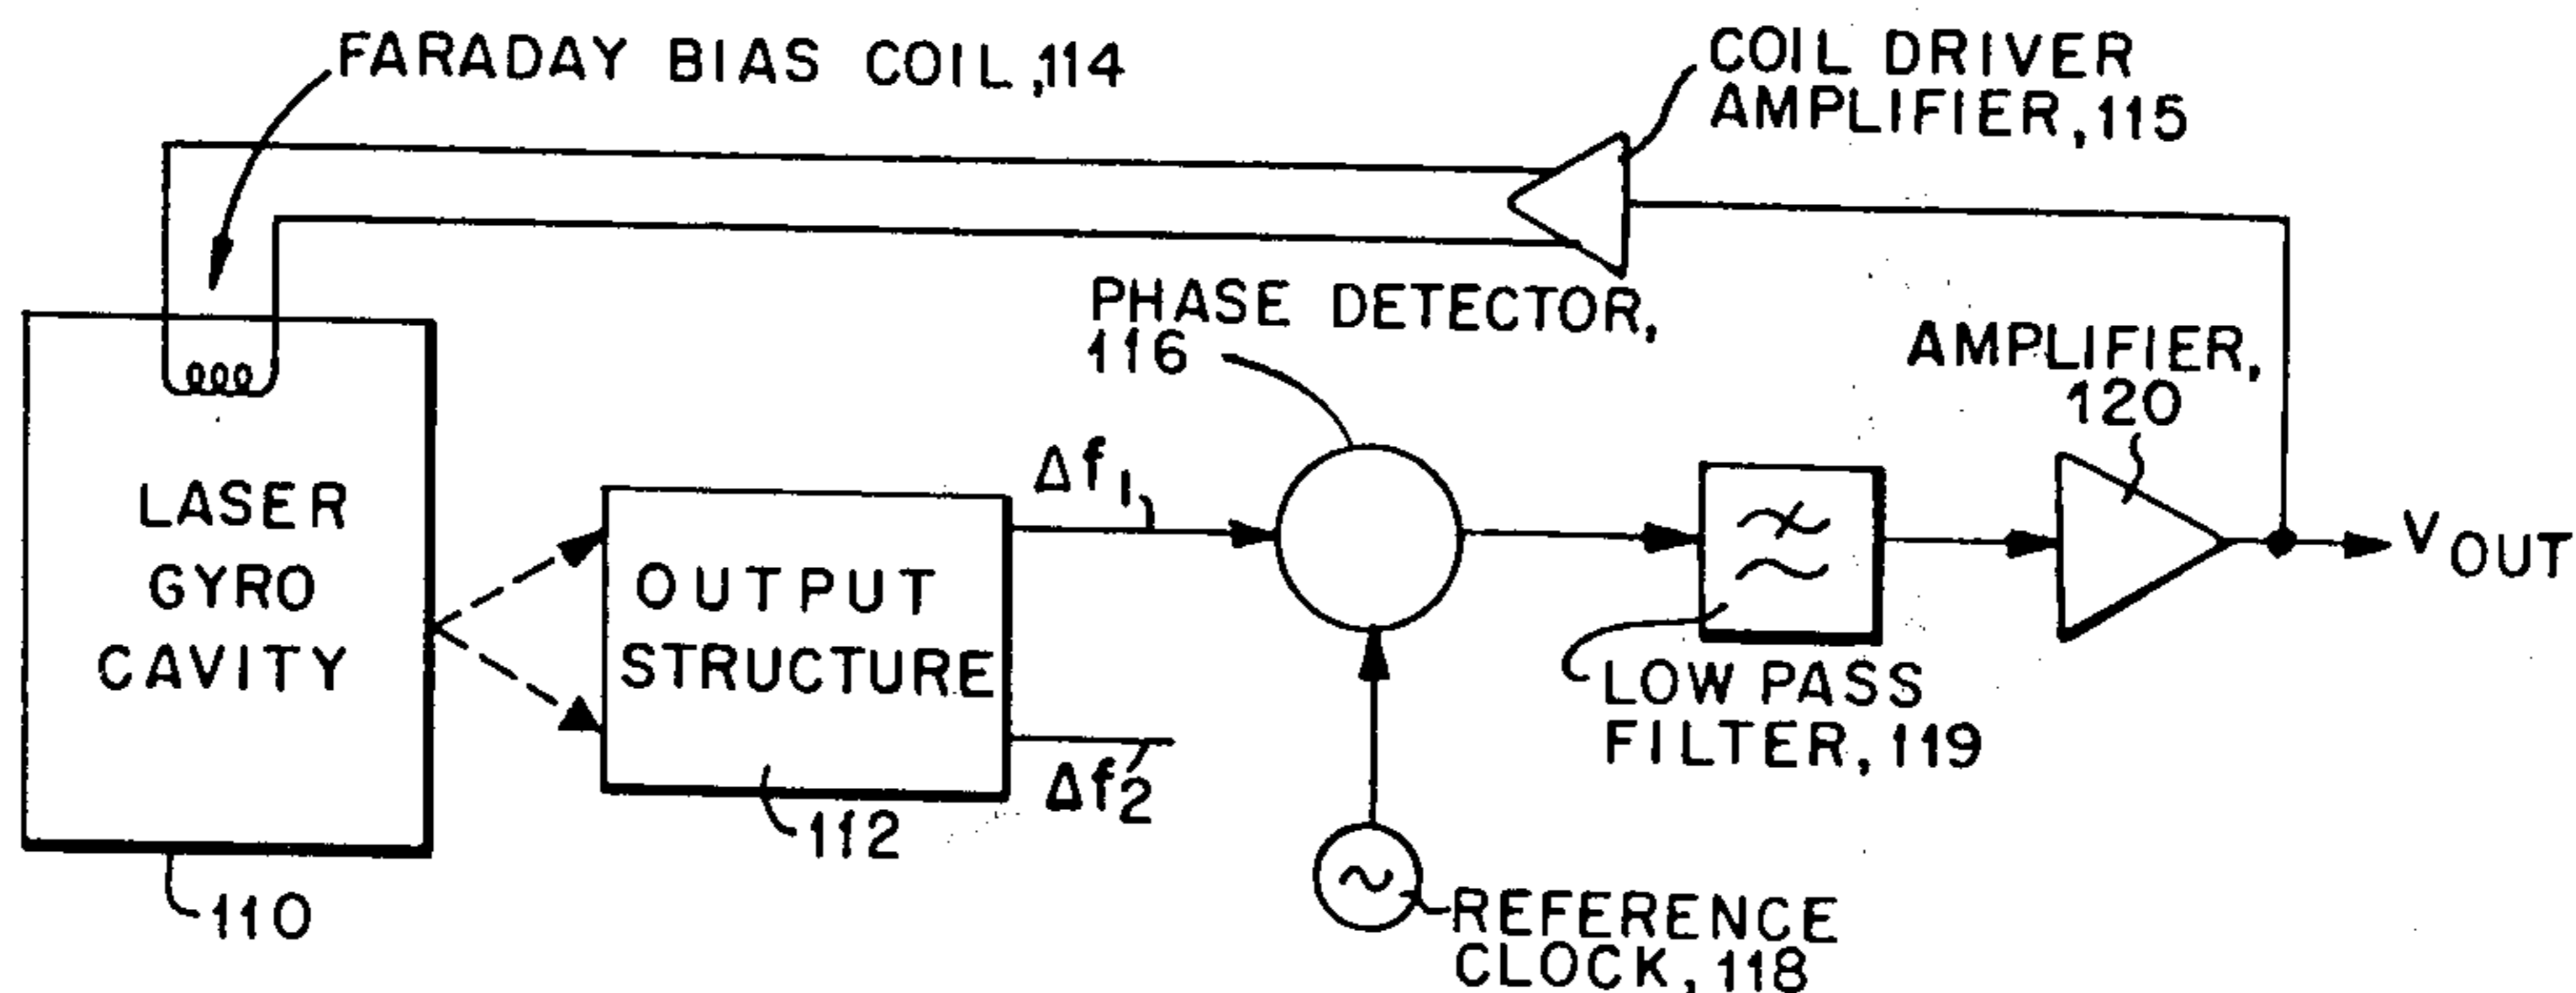 FARADAY BIAS COIL,114
COIL DRIVER
AMPLIFIER,115
PHASE DETECTOR,
116
AMPLIFIER,
120
LASER
GYRO
CAVITY
Δf1
OUTPUT
STRUCTURE
Δf2
VOUT
LOW PASS
FILTER,119
112
110
REFERENCE
CLOCK,118